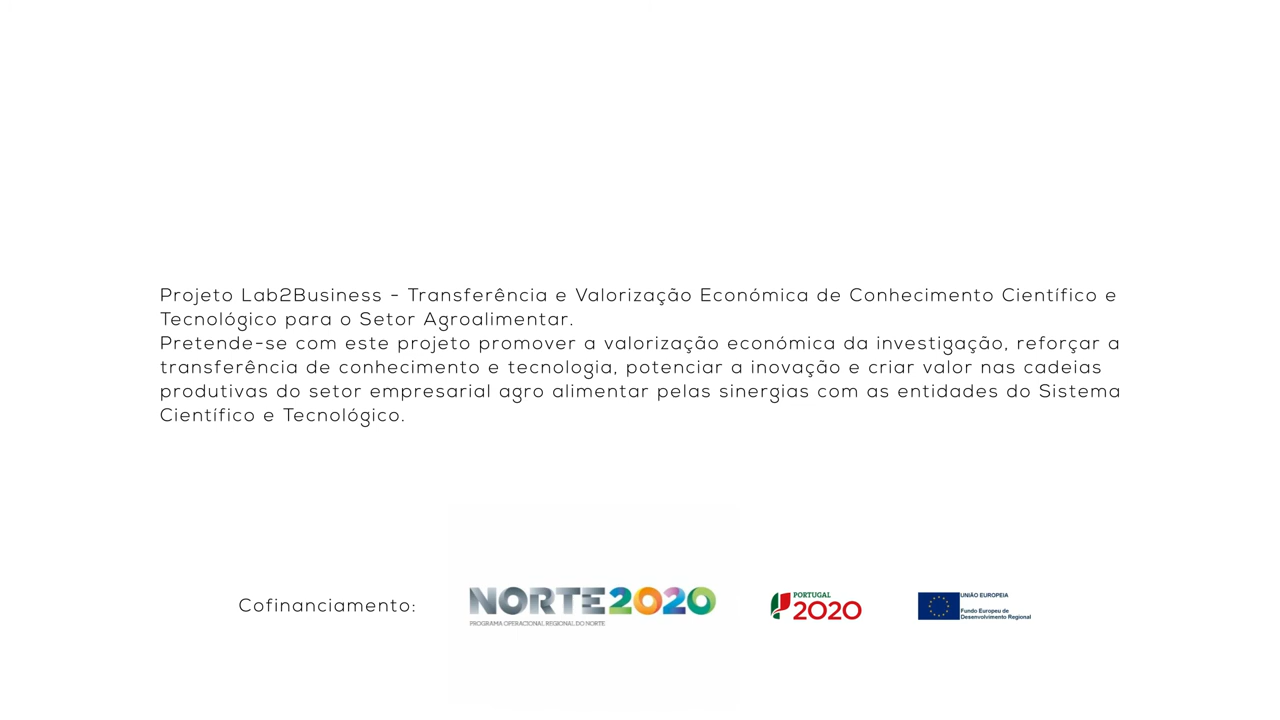 Projeto Lab2Business - Transferência e Valorização Económica de Conhecimento Científico e
Tecnológico para o Setor Agroalimentar.
Pretende-se com este projeto promover a valorização económica da investigação, reforçar a
transferência de conhecimento e tecnologia, potenciar a inovação e criar valor nas cadeias
produtivas do setor empresarial agro alimentar pelas sinergias com as entidades do Sistema
Científico e Tecnológico.
Cofinanciamento:
NORTE2020
PROGRAMA OPERACIONAL REGIONAL DO NORTE
PORTUGAL
2020
UNIÃO EUROPEIA
Fundo Europeu de
Desenvolvimento Regional